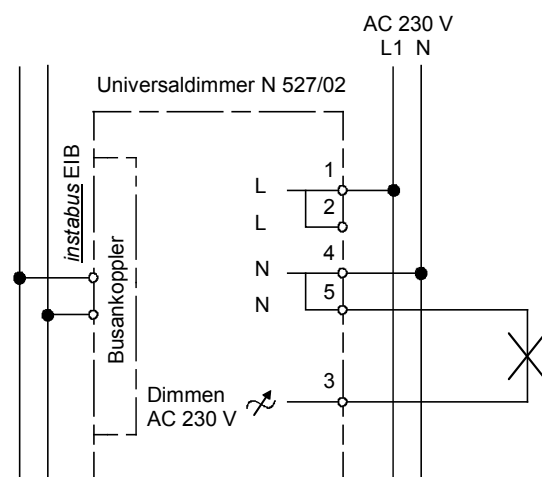 AC 230 V
L1 N
Universaldimmer N 527/02
instabus EIB
Busankoppler
L 1
L 2
N 4
N 5
Dimmen
AC 230 V
3